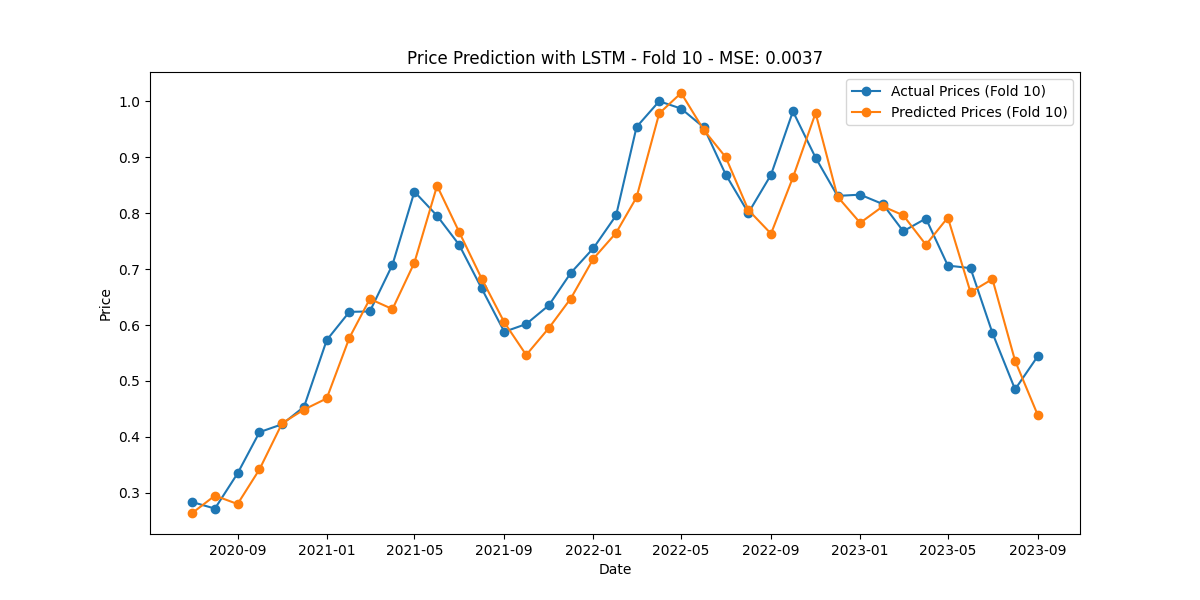 Price Prediction with LSTM - Fold 10 - MSE: 0.0037
Actual Prices (Fold 10)
Predicted Prices (Fold 10)
Price
1.0
0.9
0.8
0.7
0.6
0.5
0.4
0.3
2020-09 2021-01 2021-05 2021-09 2022-01 2022-05 2022-09 2023-01 2023-05 2023-09
Date